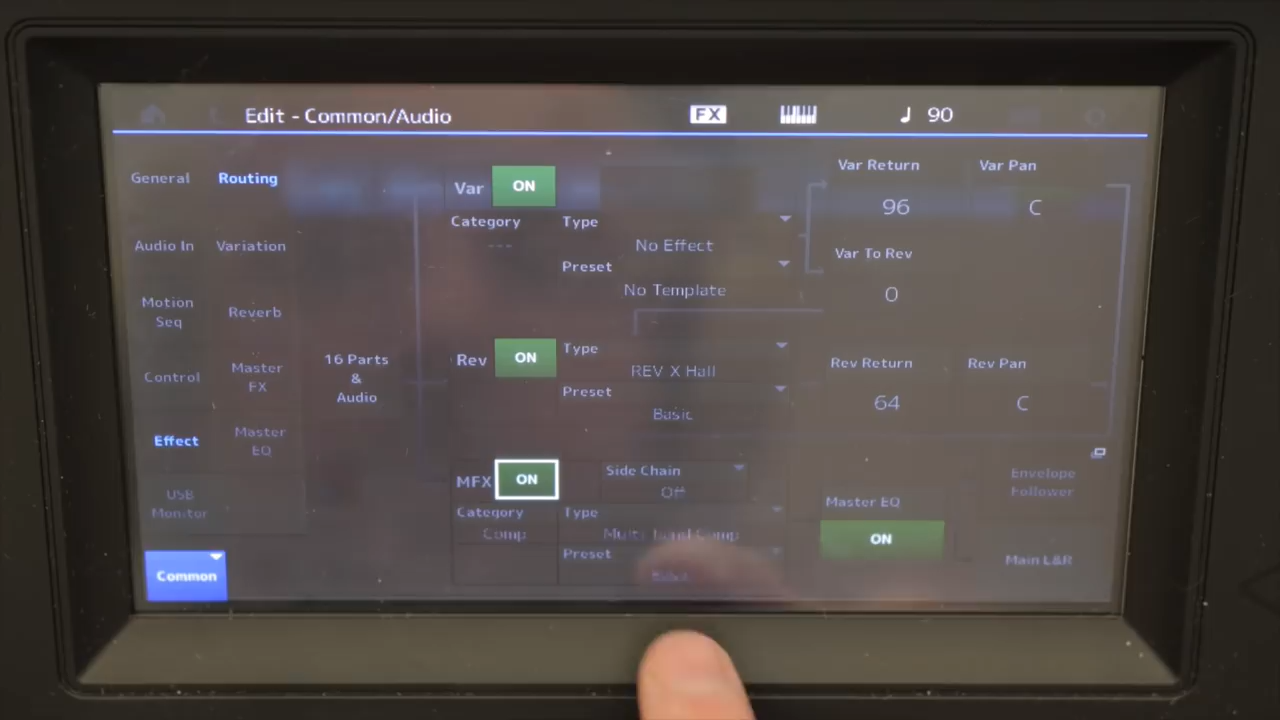 Edit - Common/Audio
FX
90
General
Routing
Audio In
Variation
Motion
Seq
Reverb
Control
Master
FX
Effect
Master
EQ
USB
Monitor
Common
16 Parts
&
Audio
Var
ON
Category
---
Type
No Effect
Preset
No Template
Rev
ON
Type
REV X Hall
Preset
Basic
MFX
ON
Side Chain
Off
Category
Comp
Type
Multi Comp
Preset
Var Return
96
Var Pan
C
Var To Rev
0
Rev Return
64
Rev Pan
C
Master EQ
ON
Envelope
Follower
Main L&R